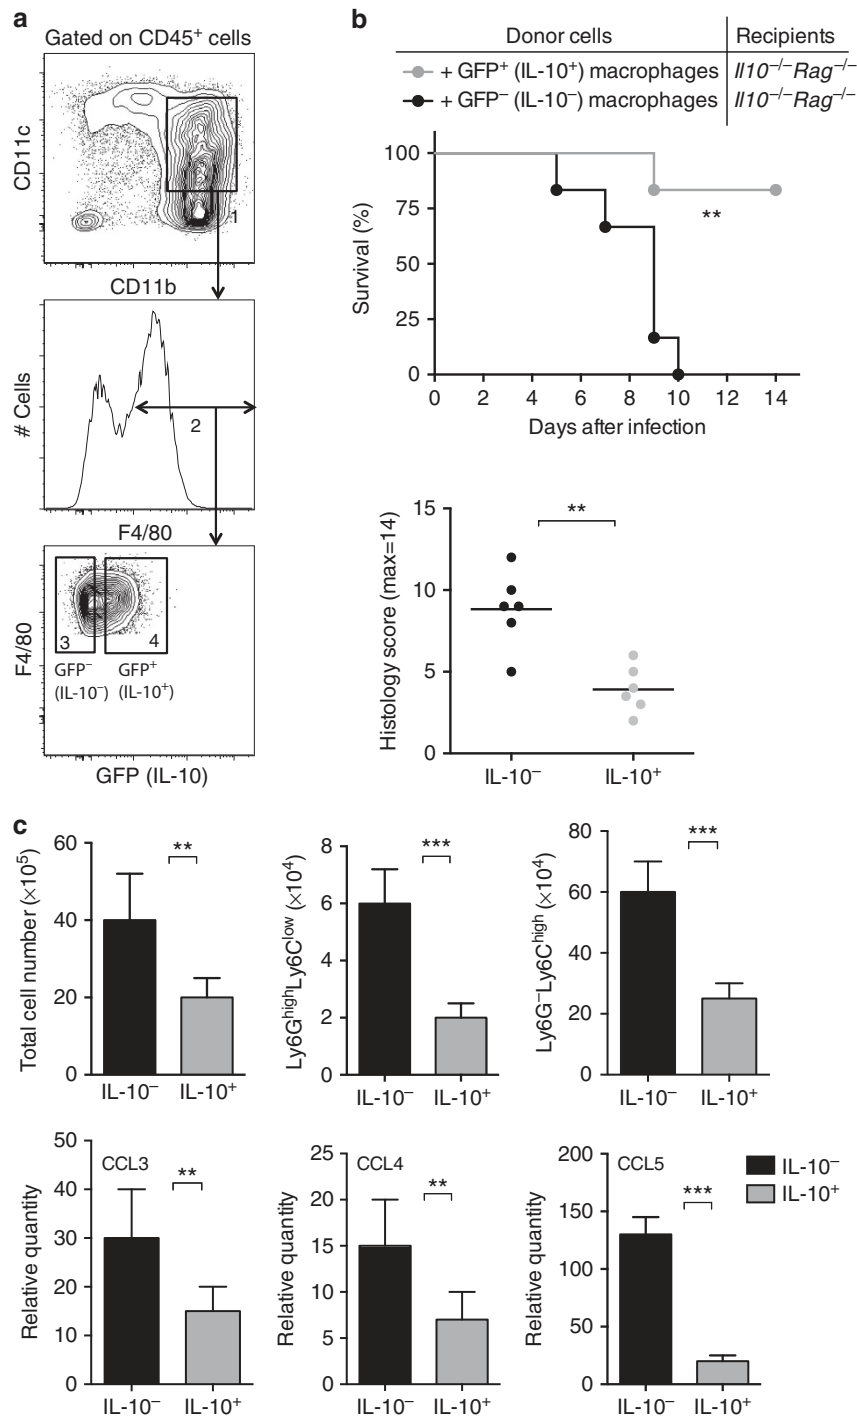 a
Gated on CD45⁺ cells
CD11c
1
CD11b
# Cells
2
F4/80
F4/80
3
4
GFP⁻
(IL-10⁻)
GFP⁺
(IL-10⁺)
GFP (IL-10)
b
Donor cells Recipients
+ GFP⁺ (IL-10⁺) macrophages Il10⁻/⁻Rag⁻/⁻
+ GFP⁻ (IL-10⁻) macrophages Il10⁻/⁻Rag⁻/⁻
Survival (%)
100
75
50
25
0
**
0 2 4 6 8 10 12 14
Days after infection
Histology score (max=14)
15
10
5
0
**
IL-10⁻ IL-10⁺
c
Total cell number (×10⁵)
60
40
20
0
**
IL-10⁻ IL-10⁺
Ly6GʰⁱᵍʰLy6Cˡᵒʷ (×10⁴)
8
6
4
2
0
***
IL-10⁻ IL-10⁺
Ly6G⁻Ly6Cʰⁱᵍʰ (×10⁴)
80
60
40
20
0
***
IL-10⁻ IL-10⁺
Relative quantity
50
40
30
20
10
0
CCL3
**
IL-10⁻ IL-10⁺
Relative quantity
25
20
15
10
5
0
CCL4
**
IL-10⁻ IL-10⁺
Relative quantity
200
150
100
50
0
CCL5
***
IL-10⁻ IL-10⁺
IL-10⁻
IL-10⁺